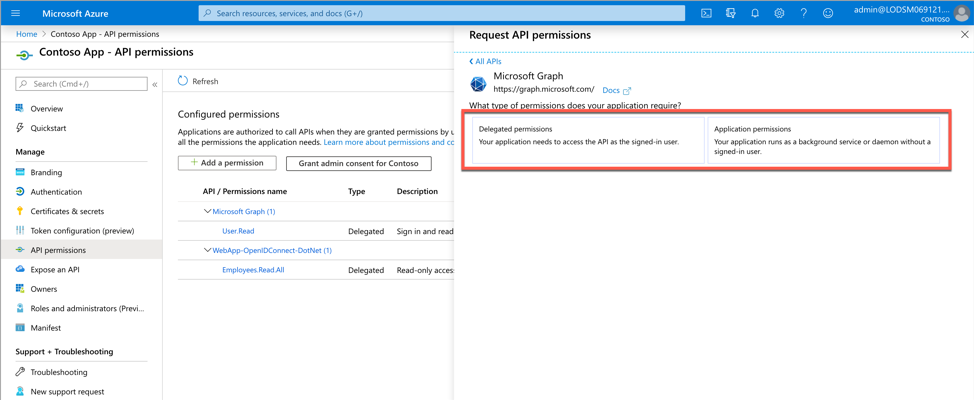 Microsoft Azure
Search resources, services, and docs (G+/)
admin@LODSM069121....
CONTOSO
Home > Contoso App - API permissions
Contoso App - API permissions
Search (Cmd+/)
«
Overview
Quickstart
Manage
Branding
Authentication
Certificates & secrets
Token configuration (preview)
API permissions
Expose an API
Owners
Roles and administrators (Previ...
Manifest
Support + Troubleshooting
Troubleshooting
New support request
Refresh
Configured permissions
Applications are authorized to call APIs when they are granted permissions by u
all the permissions the application needs. Learn more about permissions and co
+ Add a permission
Grant admin consent for Contoso
API / Permissions name Type Description
Microsoft Graph (1)
User.Read Delegated Sign in and read
WebApp-OpenIDConnect-DotNet (1)
Employees.Read.All Delegated Read-only acces
Request API permissions
All APIs
Microsoft Graph
https://graph.microsoft.com/ Docs
What type of permissions does your application require?
Delegated permissions
Your application needs to access the API as the signed-in user.
Application permissions
Your application runs as a background service or daemon without a
signed-in user.